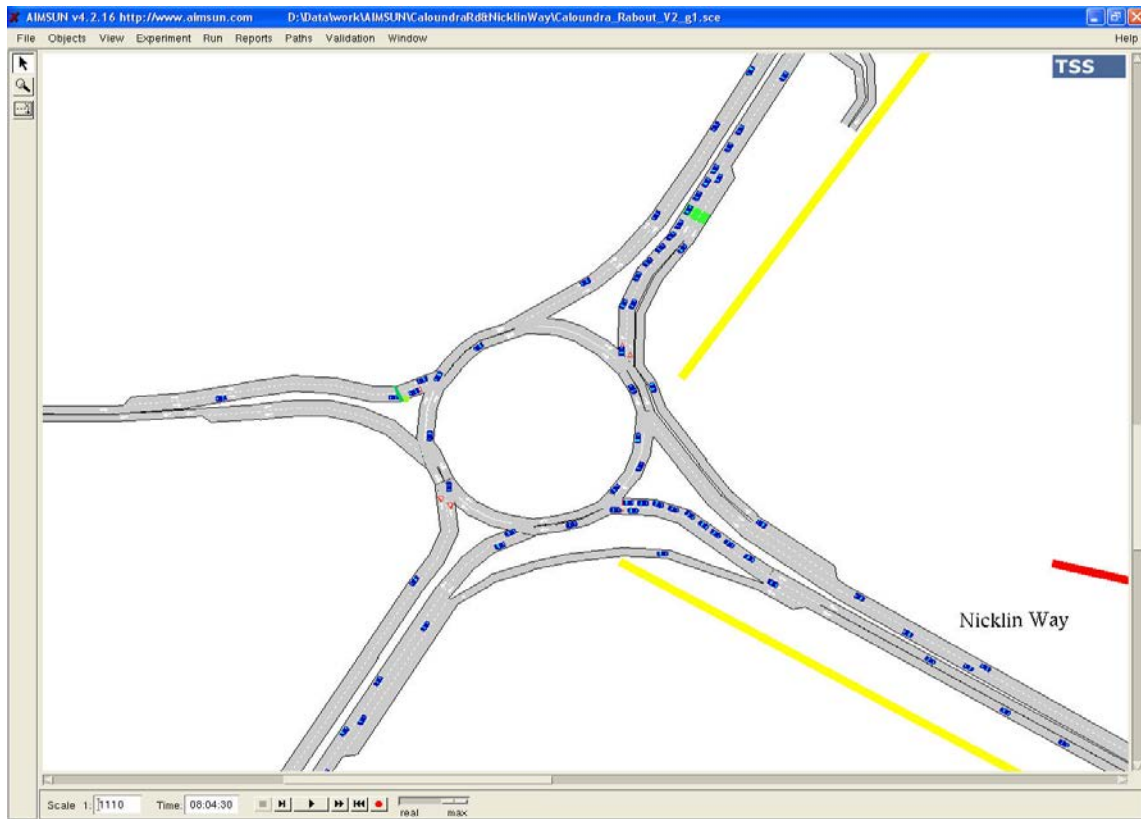 AIMSUN v4.2.16 http://www.aimsun.com D:\Data\work\AIMSUN\CaloundraRd&NicklinWay\Caloundra_Rabout_V2_g1.sce
File Objects View Experiment Run Reports Paths Validation Window Help
TSS
Nicklin Way
Scale 1: 1110 Time: 08:04:30
real max